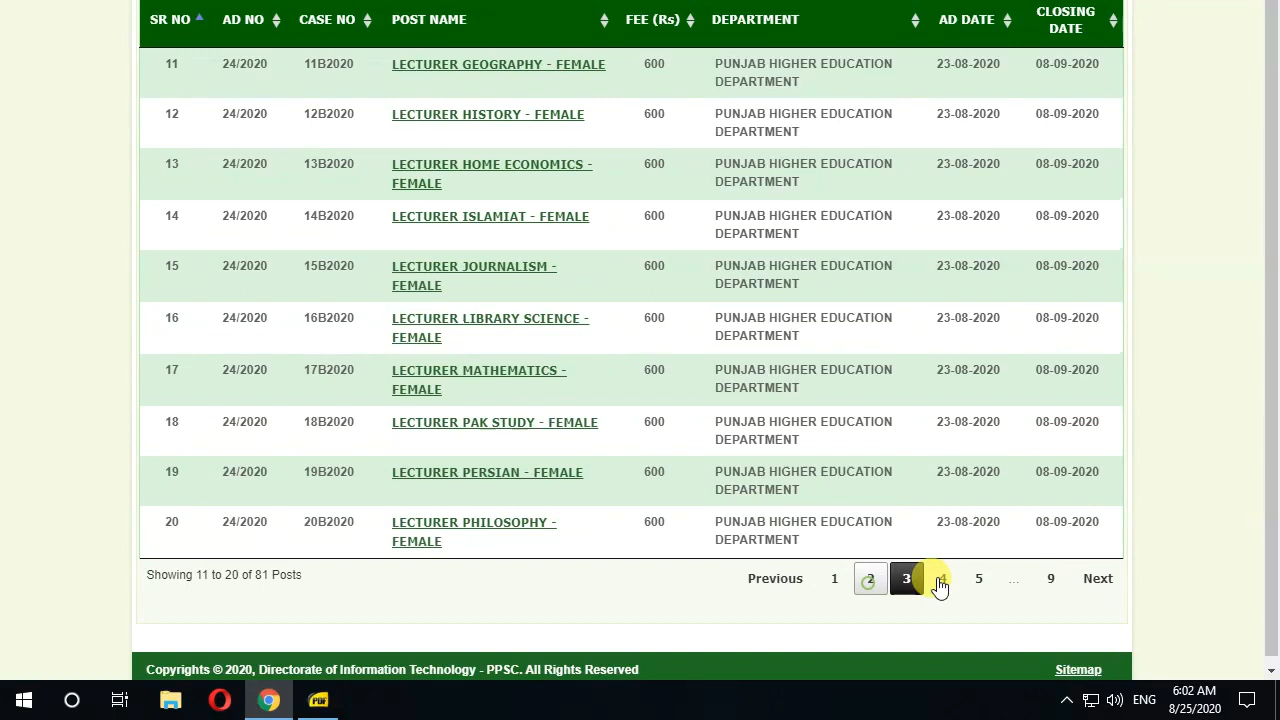 SR NO AD NO CASE NO POST NAME FEE (Rs) DEPARTMENT AD DATE CLOSING DATE
11 24/2020 11B2020 LECTURER GEOGRAPHY - FEMALE 600 PUNJAB HIGHER EDUCATION DEPARTMENT 23-08-2020 08-09-2020
12 24/2020 12B2020 LECTURER HISTORY - FEMALE 600 PUNJAB HIGHER EDUCATION DEPARTMENT 23-08-2020 08-09-2020
13 24/2020 13B2020 LECTURER HOME ECONOMICS - FEMALE 600 PUNJAB HIGHER EDUCATION DEPARTMENT 23-08-2020 08-09-2020
14 24/2020 14B2020 LECTURER ISLAMIAT - FEMALE 600 PUNJAB HIGHER EDUCATION DEPARTMENT 23-08-2020 08-09-2020
15 24/2020 15B2020 LECTURER JOURNALISM - FEMALE 600 PUNJAB HIGHER EDUCATION DEPARTMENT 23-08-2020 08-09-2020
16 24/2020 16B2020 LECTURER LIBRARY SCIENCE - FEMALE 600 PUNJAB HIGHER EDUCATION DEPARTMENT 23-08-2020 08-09-2020
17 24/2020 17B2020 LECTURER MATHEMATICS - FEMALE 600 PUNJAB HIGHER EDUCATION DEPARTMENT 23-08-2020 08-09-2020
18 24/2020 18B2020 LECTURER PAK STUDY - FEMALE 600 PUNJAB HIGHER EDUCATION DEPARTMENT 23-08-2020 08-09-2020
19 24/2020 19B2020 LECTURER PERSIAN - FEMALE 600 PUNJAB HIGHER EDUCATION DEPARTMENT 23-08-2020 08-09-2020
20 24/2020 20B2020 LECTURER PHILOSOPHY - FEMALE 600 PUNJAB HIGHER EDUCATION DEPARTMENT 23-08-2020 08-09-2020
Showing 11 to 20 of 81 Posts
Previous 1 2 3 4 5 ... 9 Next
Copyrights © 2020, Directorate of Information Technology - PPSC. All Rights Reserved Sitemap
PDF ENG 6:02 AM
8/25/2020